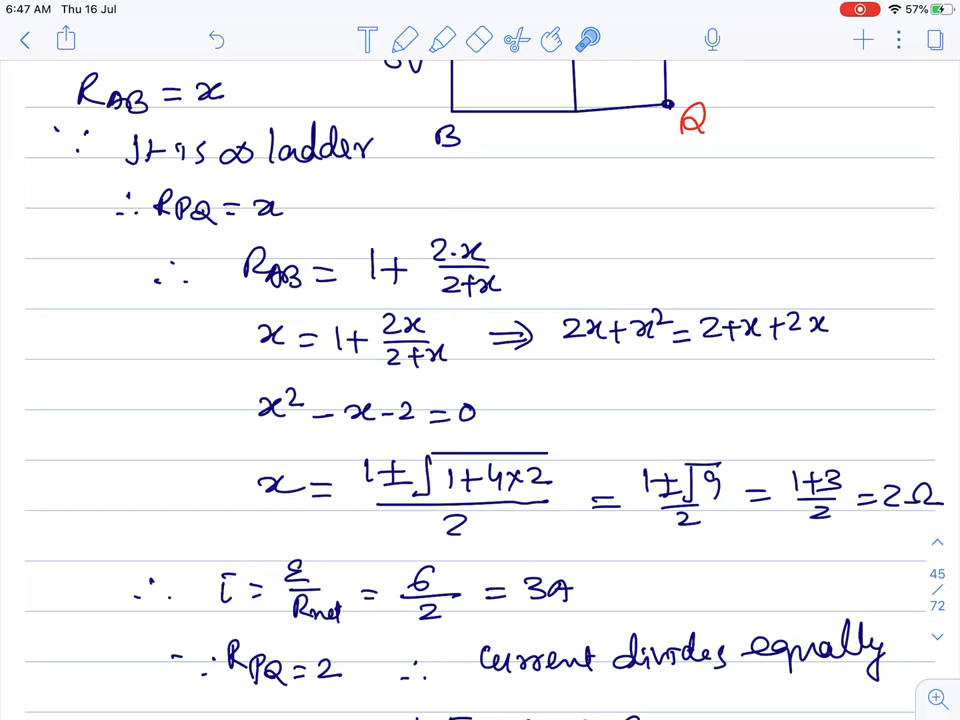 6:47 AM Thu 16 Jul
57%
T
R_AB = x
B
Q
∵ It is ∞ ladder
∴ R_PQ = x
∴ R_AB = 1 + 2·x/2+x
x = 1 + 2x/2+x ⇒ 2x + x² = 2 + x + 2x
x² - x - 2 = 0
x = 1±√1+4×2/2 = 1±√9/2 = 1+3/2 = 2Ω
∴ I = ε/R_net = 6/2 = 3A
∵ R_PQ = 2 ∴ current divides equally
45
/
72